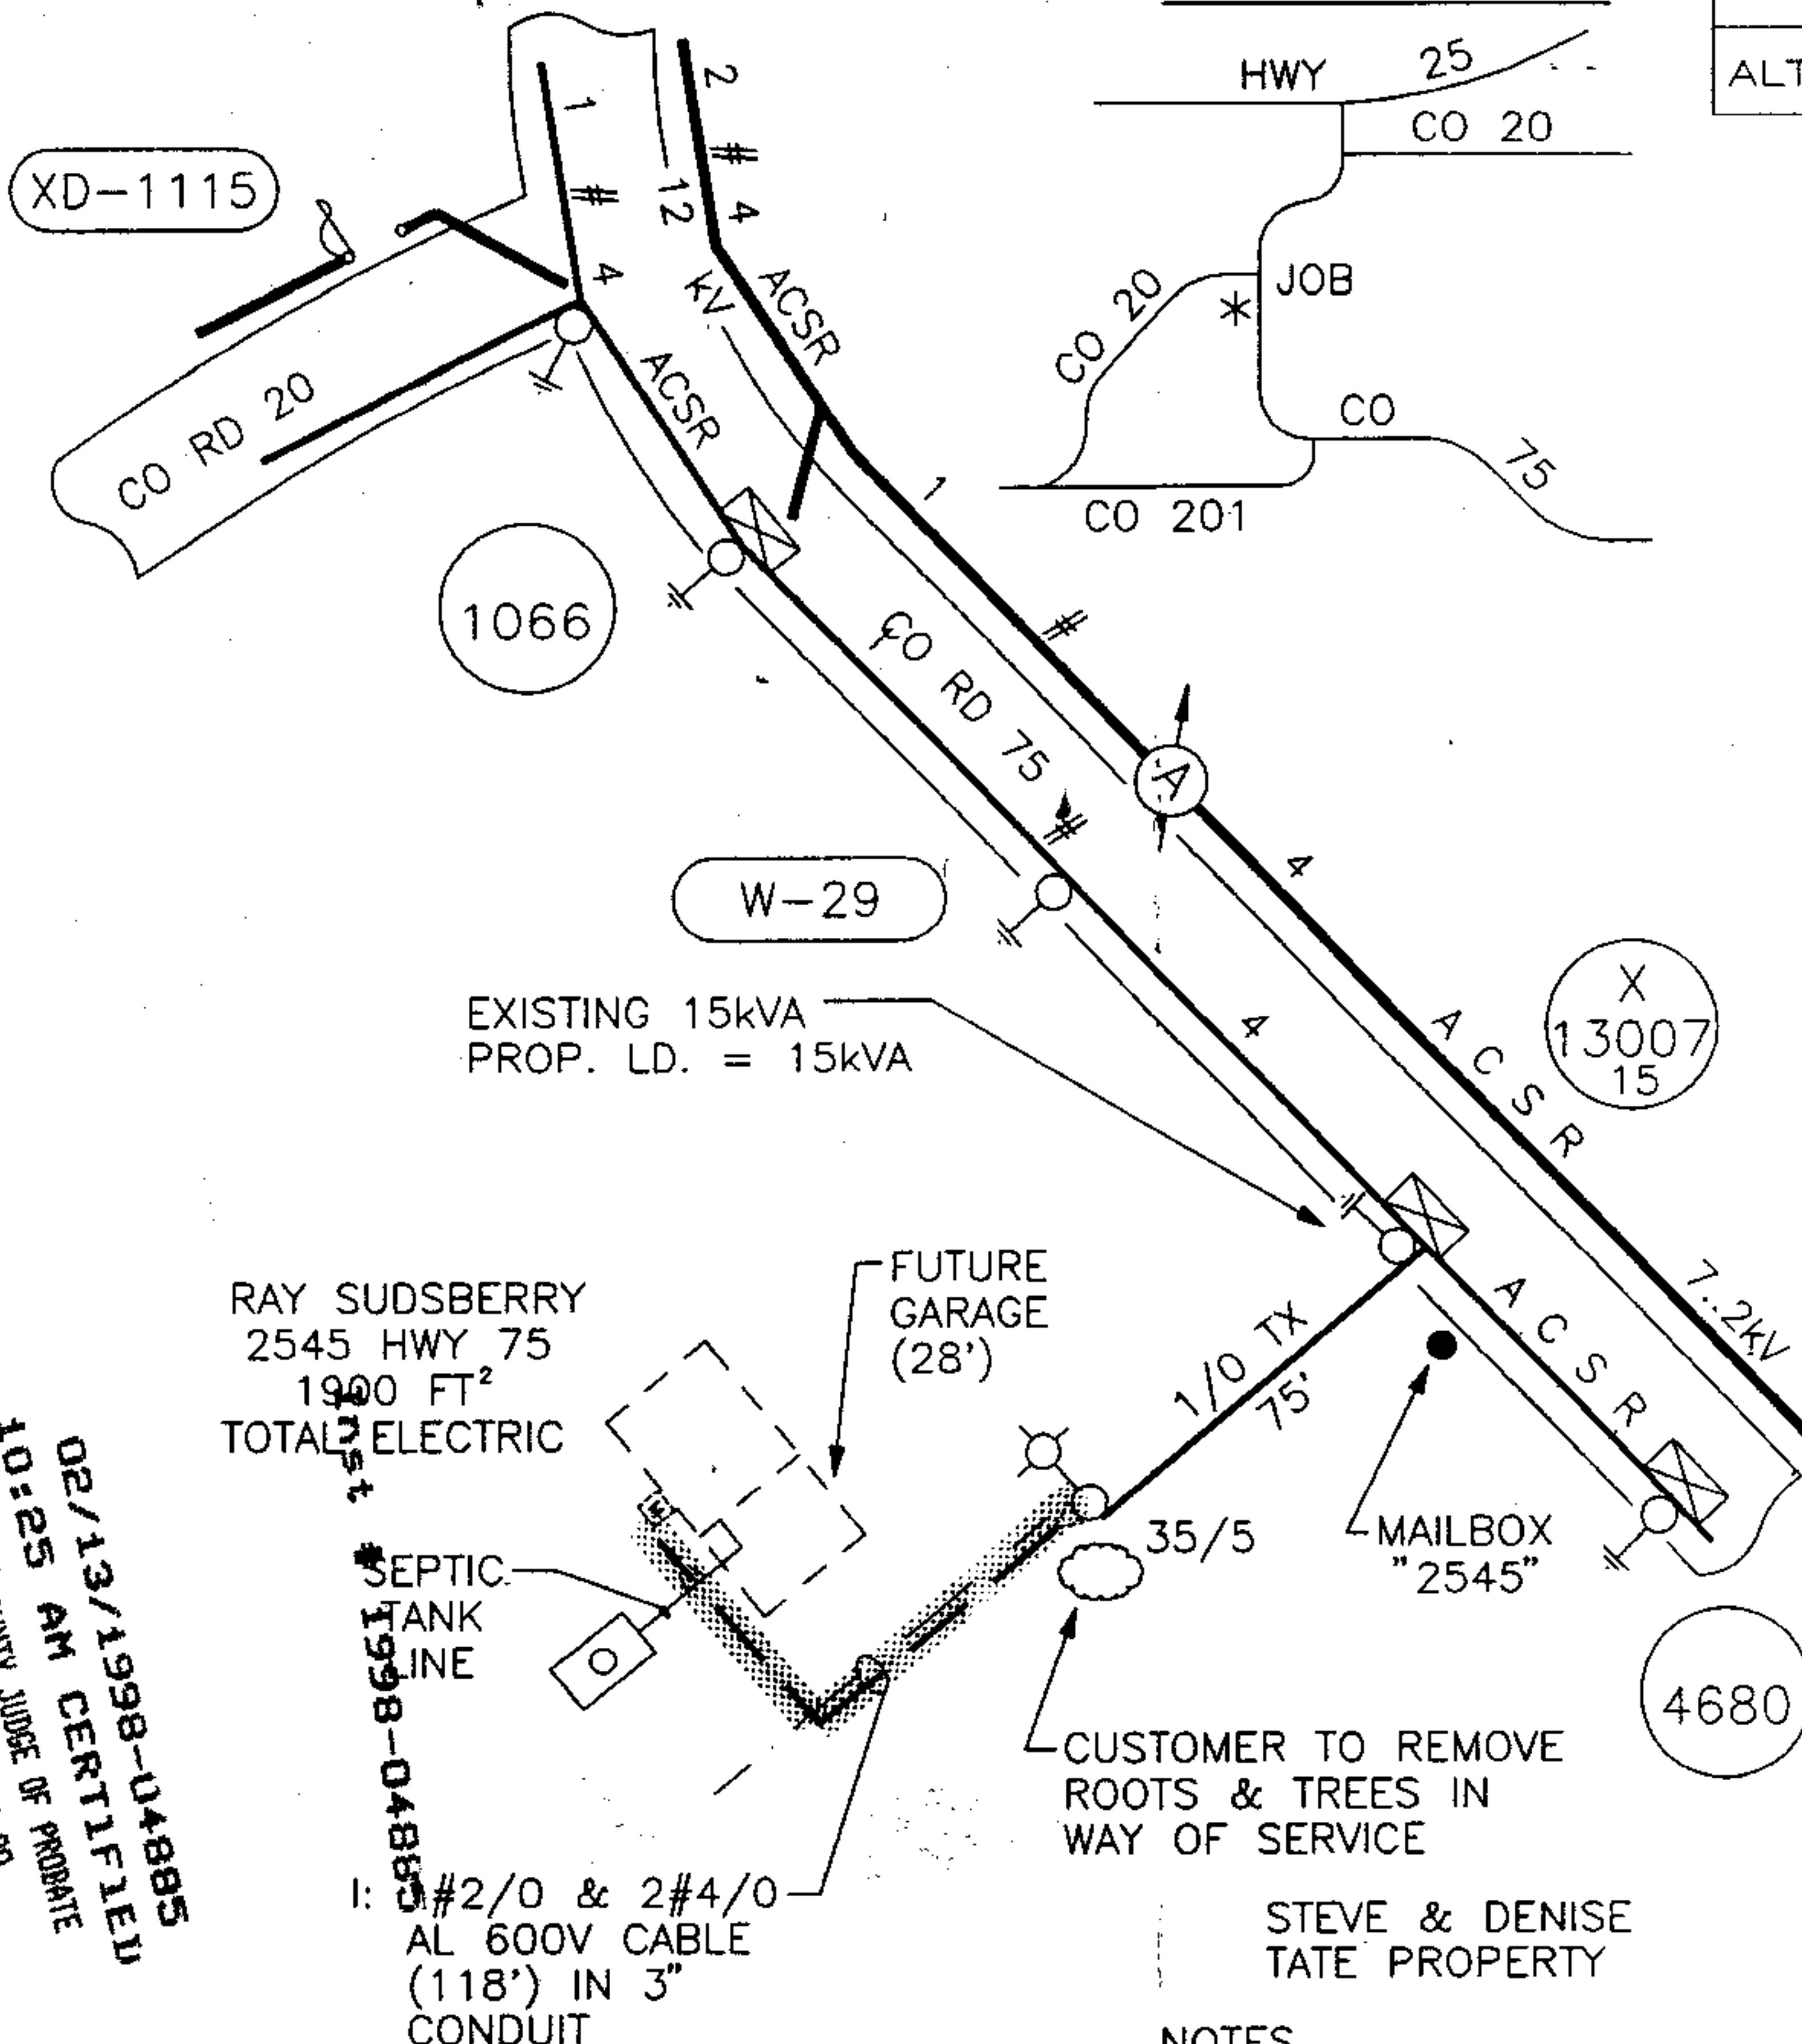 HWY 25
CO 20
ALT
JOB
*
CO 20
CO 75
CO 201
XD-1115
1 # 4 ACSR
2 # 4 ACSR
12 KV
CO RD 20
1066
CO RD 75
1 # 4 ACSR 7.2KV
A
# 4 ACSR
W-29
EXISTING 15kVA
PROP. LD. = 15kVA
X
13007
15
RAY SUDSBERRY
2545 HWY 75
1900 FT²
TOTAL ELECTRIC
FUTURE
GARAGE
(28')
1/0 TX
75'
35/5
MAILBOX
"2545"
SEPTIC
TANK
LINE
4680
CUSTOMER TO REMOVE
ROOTS & TREES IN
WAY OF SERVICE
I: 1#2/0 & 2#4/0
AL 600V CABLE
(118') IN 3"
CONDUIT
STEVE & DENISE
TATE PROPERTY
NOTES
Inst # 1998-04885
02/13/1998-04885
10:25 AM CERTIFIED
JUDGE OF PROBATE